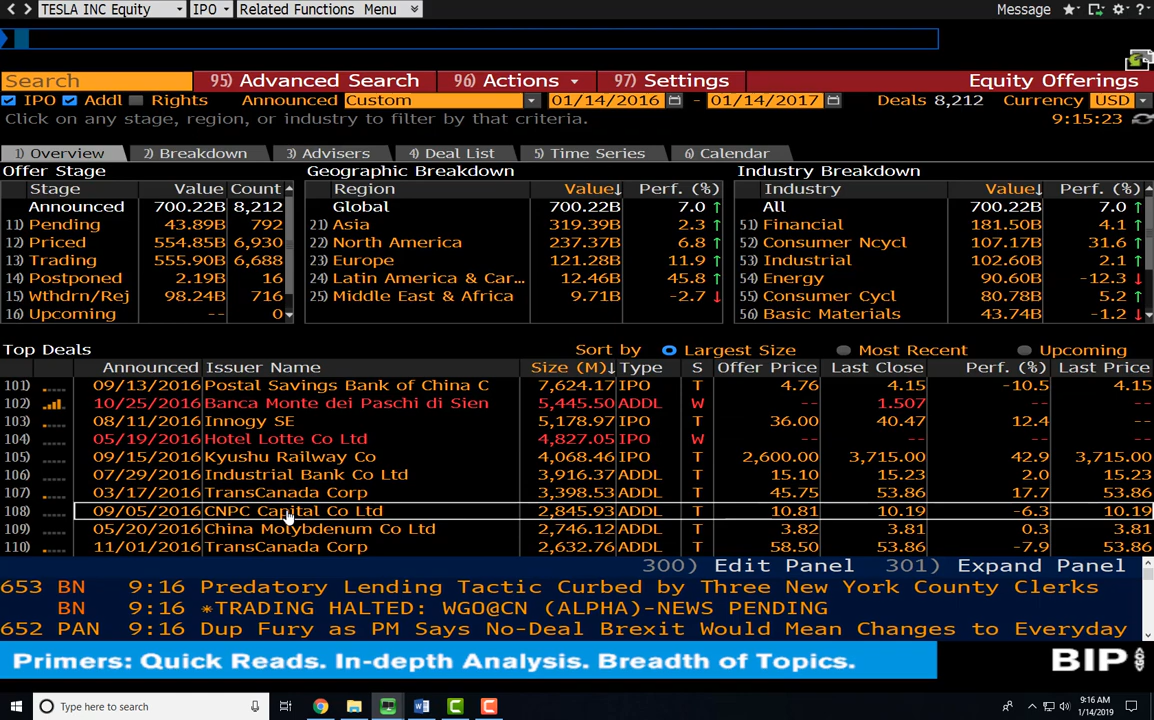 TESLA INC Equity IPO Related Functions Menu Message
Search 95) Advanced Search 96) Actions 97) Settings Equity Offerings
IPO Addl Rights Announced Custom 01/14/2016 - 01/14/2017 Deals 8,212 Currency USD
Click on any stage, region, or industry to filter by that criteria. 9:15:23
1) Overview 2) Breakdown 3) Advisers 4) Deal List 5) Time Series 6) Calendar
Offer Stage Geographic Breakdown Industry Breakdown
Stage Value Count Region Value↓ Perf. (%) Industry Value↓ Perf. (%)
Announced 700.22B 8,212 Global 700.22B 7.0 ↑ All 700.22B 7.0 ↑
11) Pending 43.89B 792 21) Asia 319.39B 2.3 ↑ 51) Financial 181.50B 4.1 ↑
12) Priced 554.85B 6,930 22) North America 237.37B 6.8 ↑ 52) Consumer Ncycl 107.17B 31.6 ↑
13) Trading 555.90B 6,688 23) Europe 121.28B 11.9 ↑ 53) Industrial 102.60B 2.1 ↑
14) Postponed 2.19B 16 24) Latin America & Car... 12.46B 45.8 ↑ 54) Energy 90.60B -12.3 ↓
15) Wthdrn/Rej 98.24B 716 25) Middle East & Africa 9.71B -2.7 ↓ 55) Consumer Cycl 80.78B 5.2 ↑
16) Upcoming -- 0 56) Basic Materials 43.74B -1.2 ↓
Top Deals Sort by Largest Size Most Recent Upcoming
Announced Issuer Name Size (M)↓ Type S Offer Price Last Close Perf. (%) Last Price
101) 09/13/2016 Postal Savings Bank of China C 7,624.17 IPO T 4.76 4.15 -10.5 4.15
102) 10/25/2016 Banca Monte dei Paschi di Sien 5,445.50 ADDL W -- 1.507 -- --
103) 08/11/2016 Innogy SE 5,178.97 IPO T 36.00 40.47 12.4 --
104) 05/19/2016 Hotel Lotte Co Ltd 4,827.05 IPO W -- -- -- --
105) 09/15/2016 Kyushu Railway Co 4,068.46 IPO T 2,600.00 3,715.00 42.9 3,715.00
106) 07/29/2016 Industrial Bank Co Ltd 3,916.37 ADDL T 15.10 15.23 2.0 15.23
107) 03/17/2016 TransCanada Corp 3,398.53 ADDL T 45.75 53.86 17.7 53.86
108) 09/05/2016 CNPC Capital Co Ltd 2,845.93 ADDL T 10.81 10.19 -6.3 10.19
109) 05/20/2016 China Molybdenum Co Ltd 2,746.12 ADDL T 3.82 3.81 0.3 3.81
110) 11/01/2016 TransCanada Corp 2,632.76 ADDL T 58.50 53.86 -7.9 53.86
300) Edit Panel 301) Expand Panel
653 BN 9:16 Predatory Lending Tactic Curbed by Three New York County Clerks
BN 9:16 *TRADING HALTED: WGO@CN (ALPHA)-NEWS PENDING
652 PAN 9:16 Dup Fury as PM Says No-Deal Brexit Would Mean Changes to Everyday
Primers: Quick Reads. In-depth Analysis. Breadth of Topics. BIP
Type here to search 9:16 AM
1/14/2019